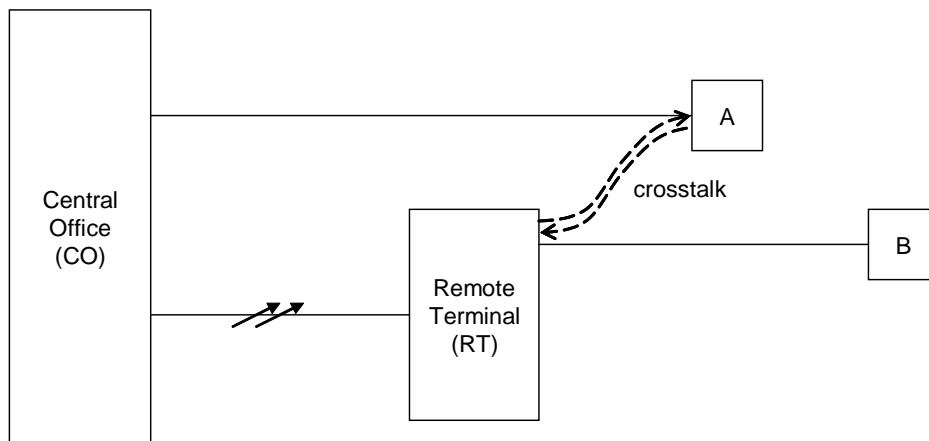 A
crosstalk
Central
Office
(CO)
B
Remote
Terminal
(RT)